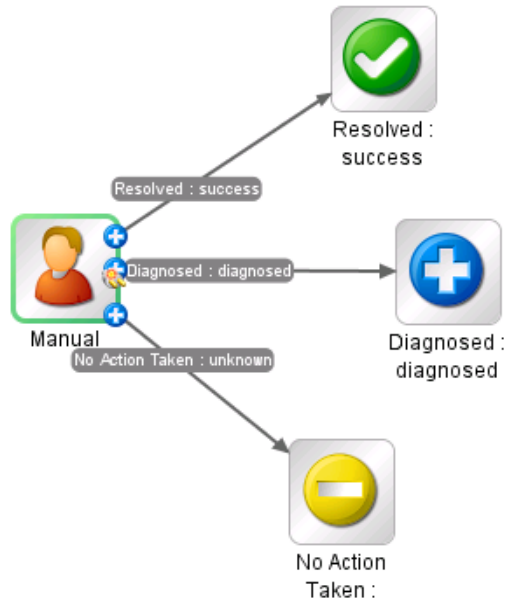 Resolved :
success
Resolved : success
Diagnosed : diagnosed
Manual
Diagnosed :
diagnosed
No Action Taken : unknown
No Action
Taken :